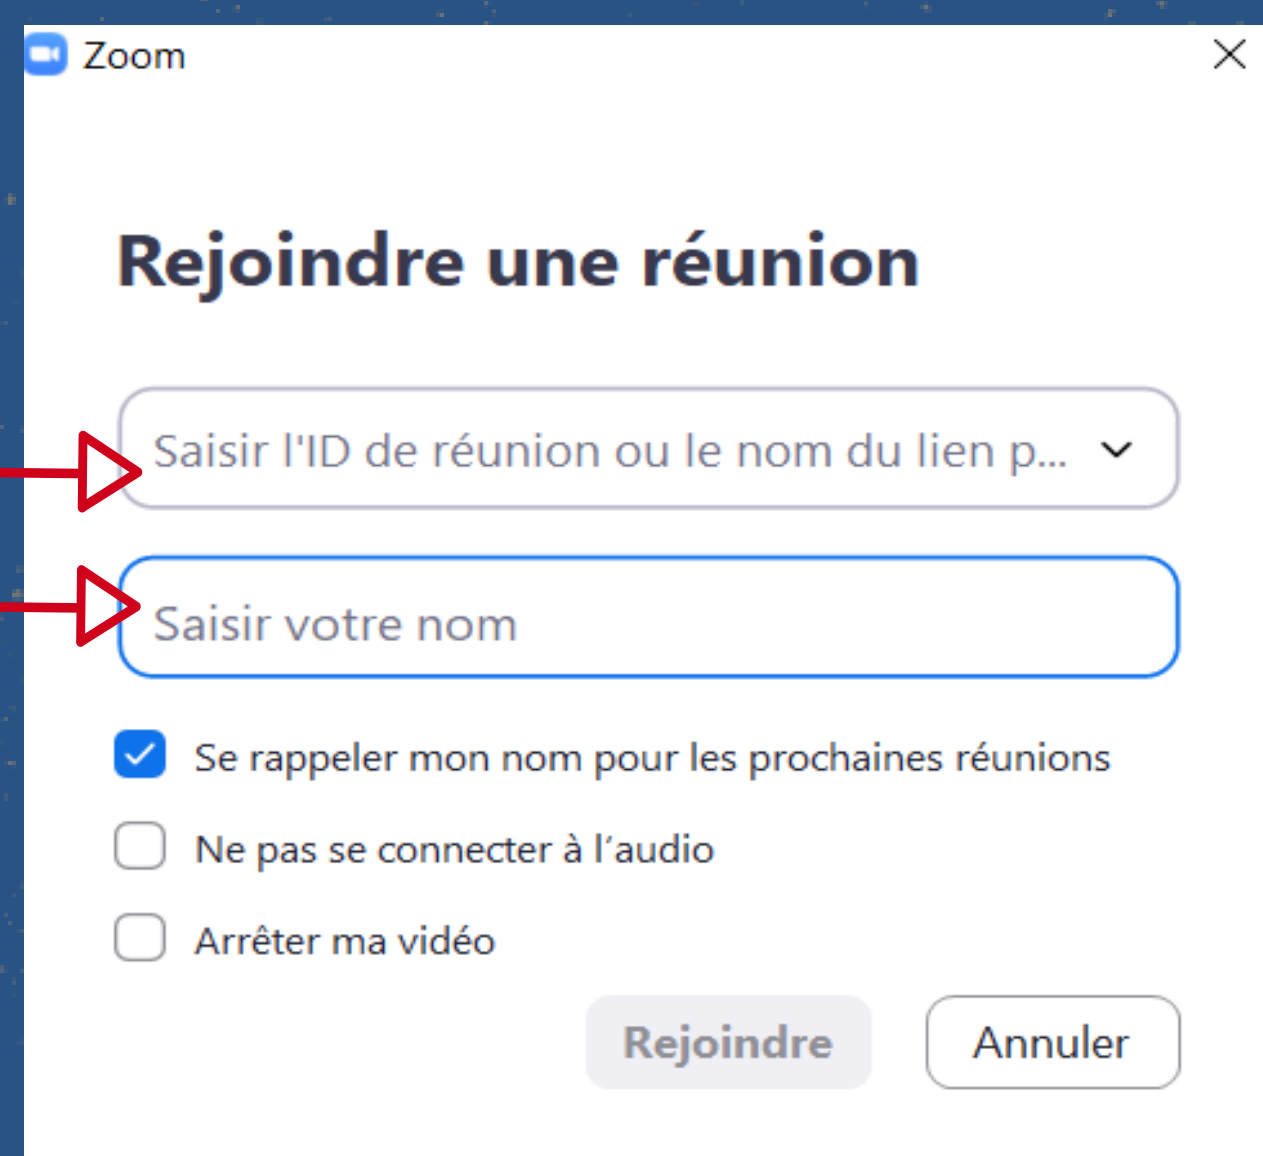 Zoom
Rejoindre une réunion
Saisir l'ID de réunion ou le nom du lien p...
Saisir votre nom
Se rappeler mon nom pour les prochaines réunions
Ne pas se connecter à l'audio
Arrêter ma vidéo
Rejoindre
Annuler